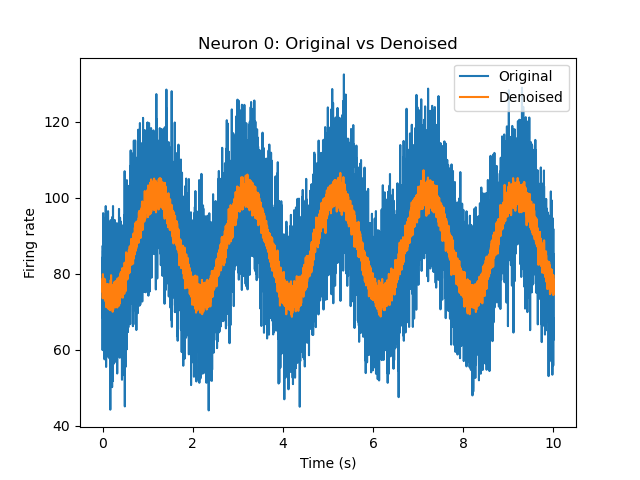 Neuron 0: Original vs Denoised
Original
Denoised
120
100
80
60
40
Firing rate
0 2 4 6 8 10
Time (s)